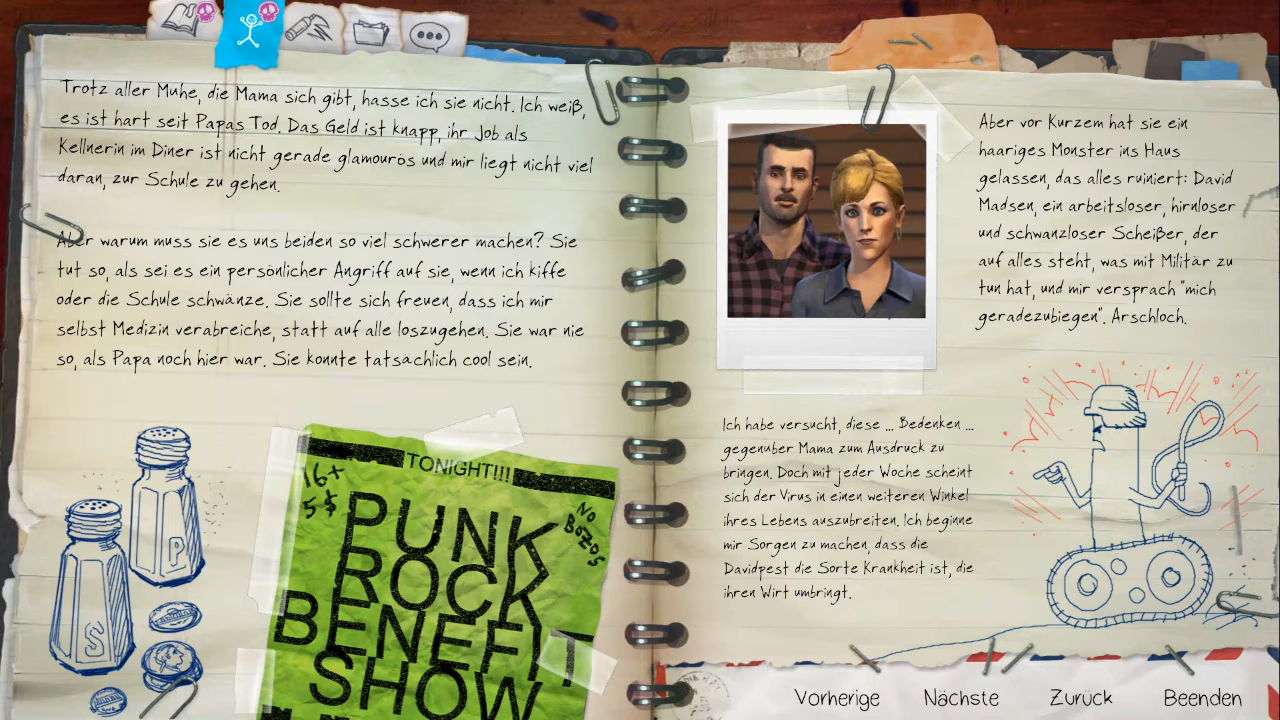 Trotz aller Mühe, die Mama sich gibt, hasse ich sie nicht. Ich weiß,
es ist hart seit Papas Tod. Das Geld ist knapp, ihr Job als
Kellnerin im Diner ist nicht gerade glamourös und mir liegt nicht viel
daran, zur Schule zu gehen.
Aber warum muss sie es uns beiden so viel schwerer machen? Sie
tut so, als sei es ein persönlicher Angriff auf sie, wenn ich kiffe
oder die Schule schwänze. Sie sollte sich freuen, dass ich mir
selbst Medizin verabreiche, statt auf alle loszugehen. Sie war nie
so, als Papa noch hier war. Sie konnte tatsächlich cool sein.
P
S
TONIGHT!!!
16+
5$
NO
BOZOS
PUNK
ROCK
BENEFIT
SHOW
Aber vor Kurzem hat sie ein
haariges Monster ins Haus
gelassen, das alles ruiniert: David
Madsen, ein arbeitsloser, hirnloser
und schwanzloser Scheißer, der
auf alles steht, was mit Militär zu
tun hat, und mir versprach "mich
geradezubiegen". Arschloch.
Ich habe versucht, diese ... Bedenken ...
gegenüber Mama zum Ausdruck zu
bringen. Doch mit jeder Woche scheint
sich der Virus in einen weiteren Winkel
ihres Lebens auszubreiten. Ich beginne
mir Sorgen zu machen, dass die
Davidpest die Sorte Krankheit ist, die
ihren Wirt umbringt.
Vorherige Nächste Zurück Beenden